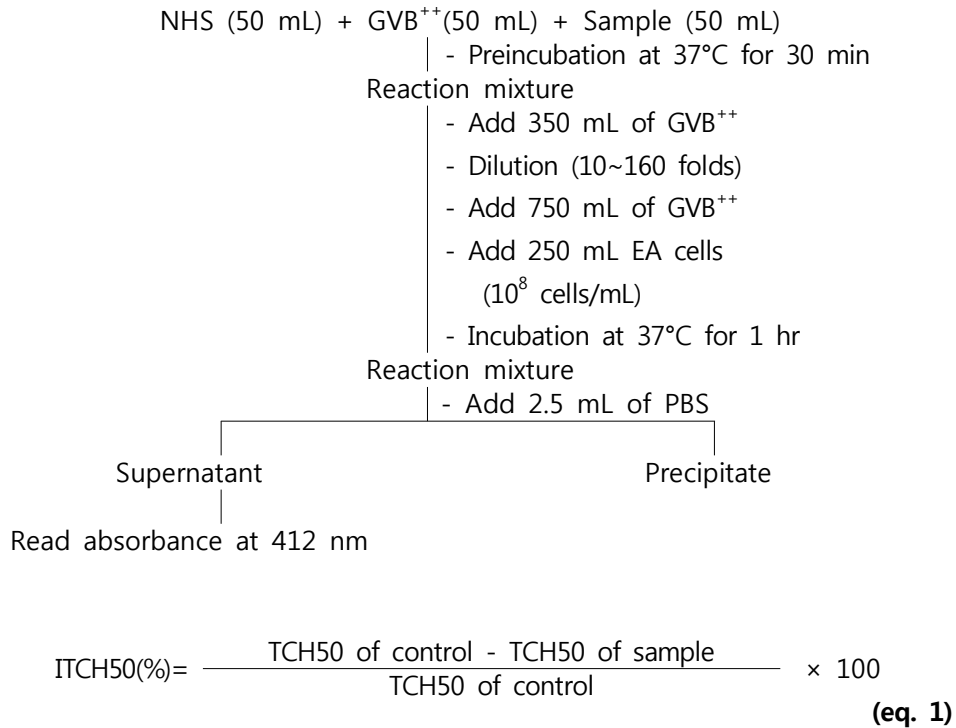 NHS (50 mL) + GVB⁺⁺(50 mL) + Sample (50 mL)
- Preincubation at 37°C for 30 min
Reaction mixture
- Add 350 mL of GVB⁺⁺
- Dilution (10~160 folds)
- Add 750 mL of GVB⁺⁺
- Add 250 mL EA cells
(10⁸ cells/mL)
- Incubation at 37°C for 1 hr
Reaction mixture
- Add 2.5 mL of PBS
Supernatant Precipitate
Read absorbance at 412 nm
TCH50 of control - TCH50 of sample
ITCH50(%)= × 100
TCH50 of control
(eq. 1)